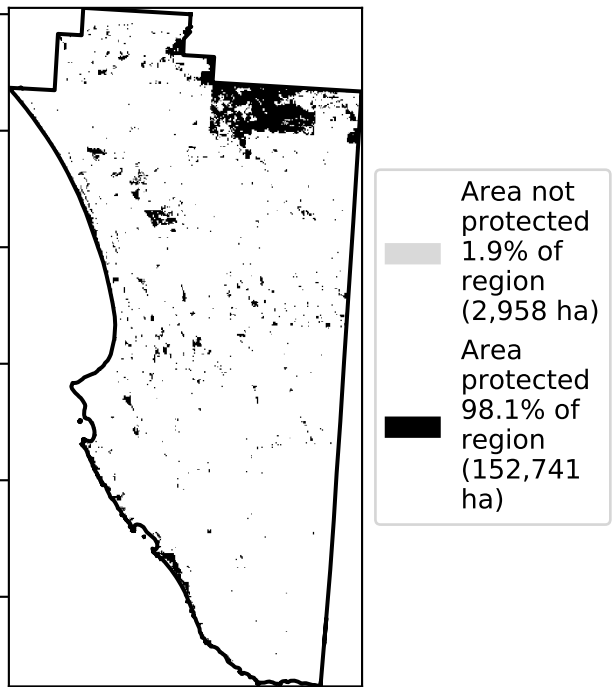 Area not
protected
1.9% of
region
(2,958 ha)
Area
protected
98.1% of
region
(152,741
ha)